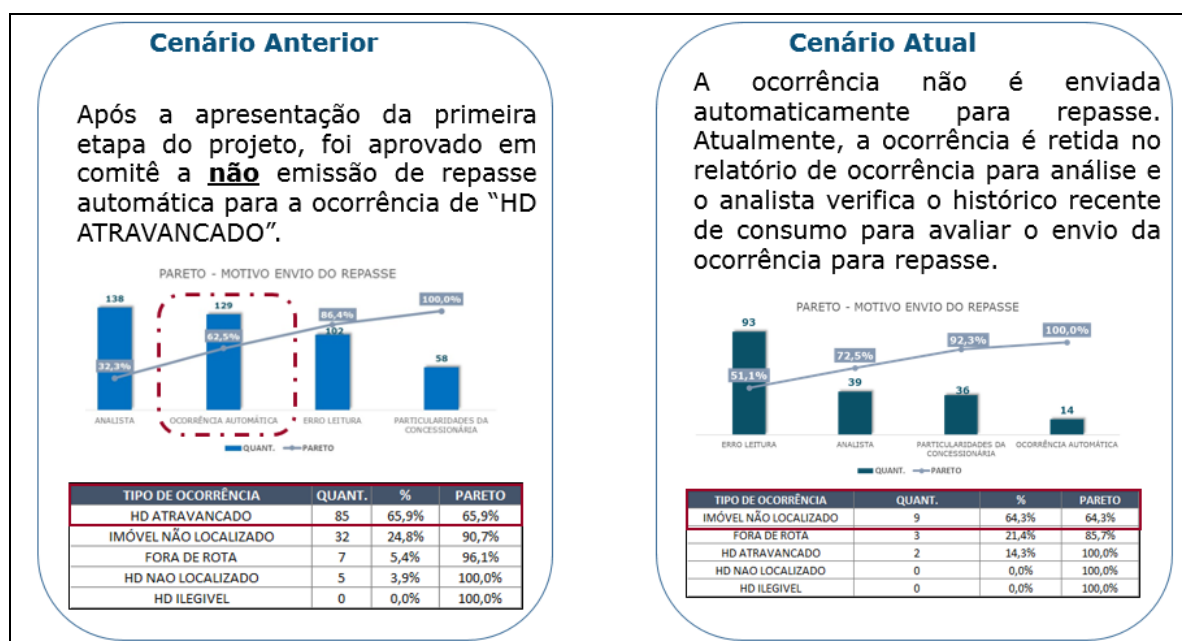 Cenário Anterior
Após a apresentação da primeira
etapa do projeto, foi aprovado em
comitê a não emissão de repasse
automática para a ocorrência de “HD
ATRAVANCADO”.
PARETO - MOTIVO ENVIO DO REPASSE
138
129
102
58
32,3%
62,5%
86,4%
100,0%
ANALISTA
OCORRÊNCIA AUTOMÁTICA
ERRO LEITURA
PARTICULARIDADES DA
CONCESSIONÁRIA
QUANT. PARETO
TIPO DE OCORRÊNCIA QUANT. % PARETO
HD ATRAVANCADO 85 65,9% 65,9%
IMÓVEL NÃO LOCALIZADO 32 24,8% 90,7%
FORA DE ROTA 7 5,4% 96,1%
HD NAO LOCALIZADO 5 3,9% 100,0%
HD ILEGIVEL 0 0,0% 100,0%
Cenário Atual
A ocorrência não é enviada
automaticamente para repasse.
Atualmente, a ocorrência é retida no
relatório de ocorrência para análise e
o analista verifica o histórico recente
de consumo para avaliar o envio da
ocorrência para repasse.
PARETO - MOTIVO ENVIO DO REPASSE
93
39
36
14
51,1%
72,5%
92,3%
100,0%
ERRO LEITURA
ANALISTA
PARTICULARIDADES DA
CONCESSIONÁRIA
OCORRÊNCIA AUTOMÁTICA
QUANT. PARETO
TIPO DE OCORRÊNCIA QUANT. % PARETO
IMÓVEL NÃO LOCALIZADO 9 64,3% 64,3%
FORA DE ROTA 3 21,4% 85,7%
HD ATRAVANCADO 2 14,3% 100,0%
HD NAO LOCALIZADO 0 0,0% 100,0%
HD ILEGIVEL 0 0,0% 100,0%